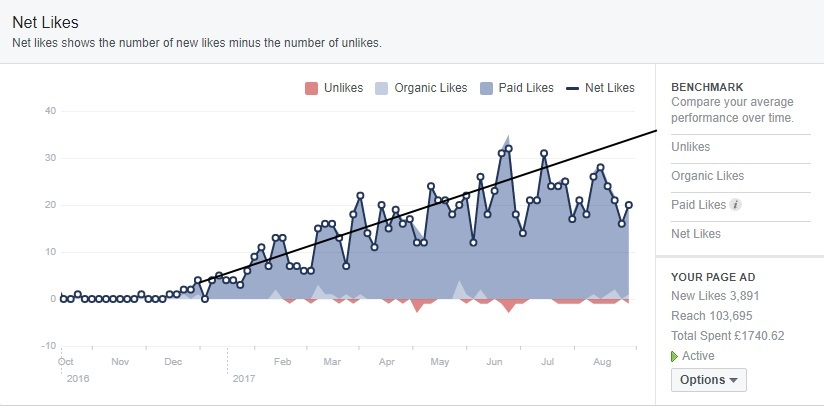 Net Likes
Net likes shows the number of new likes minus the number of unlikes.
Unlikes Organic Likes Paid Likes Net Likes
40
30
20
10
0
-10
Oct Nov Dec Feb Mar Apr May Jun Jul Aug
2016 2017
BENCHMARK
Compare your average
performance over time.
Unlikes
Organic Likes
Paid Likes i
Net Likes
YOUR PAGE AD
New Likes 3,891
Reach 103,695
Total Spent £1740.62
Active
Options